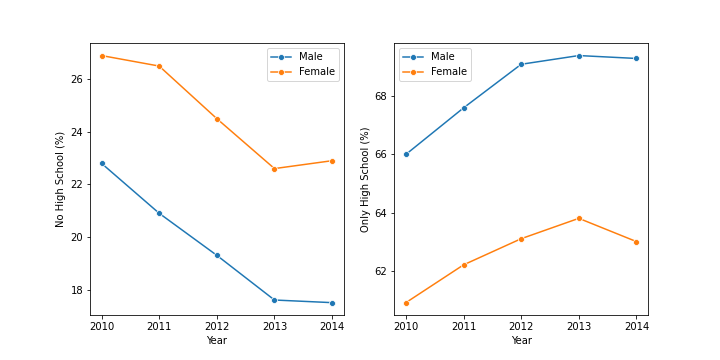 No High School (%)
26
24
22
20
18
Male
Female
2010 2011 2012 2013 2014
Year
Only High School (%)
68
66
64
62
Male
Female
2010 2011 2012 2013 2014
Year